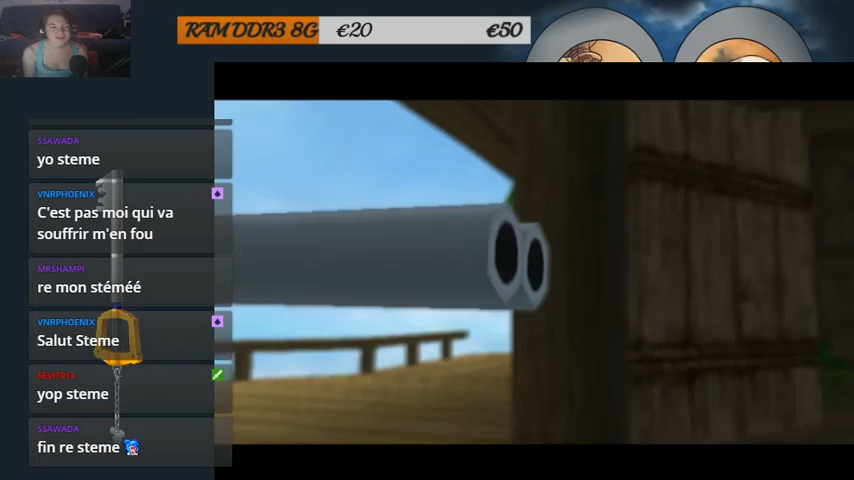 RAM DDR3 8G €20 €50
SSAWADA
yo steme
VNRPHOENIX
C'est pas moi qui va
souffrir m'en fou
MRSHAMPI
re mon stéméé
VNRPHOENIX
Salut Steme
SEVIT013
yop steme
SSAWADA
fin re steme